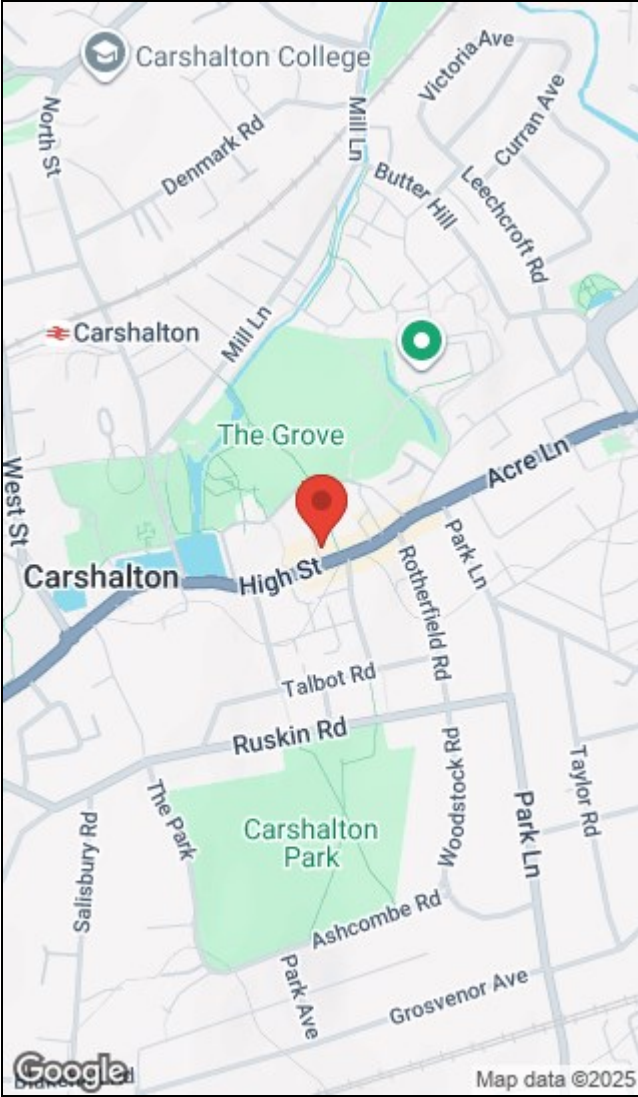 Carshalton College
Victoria Ave
North St
Mill Ln
Denmark Rd
Curran Ave
Butter Hill
Leechcroft Rd
Carshalton
Mill Ln
The Grove
West St
Acre Ln
Carshalton
High St
Park Ln
Rotherfield Rd
Talbot Rd
Ruskin Rd
Woodstock Rd
Taylor Rd
The Park
Salisbury Rd
Carshalton
Park
Park Ln
Ashcombe Rd
Park Ave
Grosvenor Ave
Google
Map data ©2025